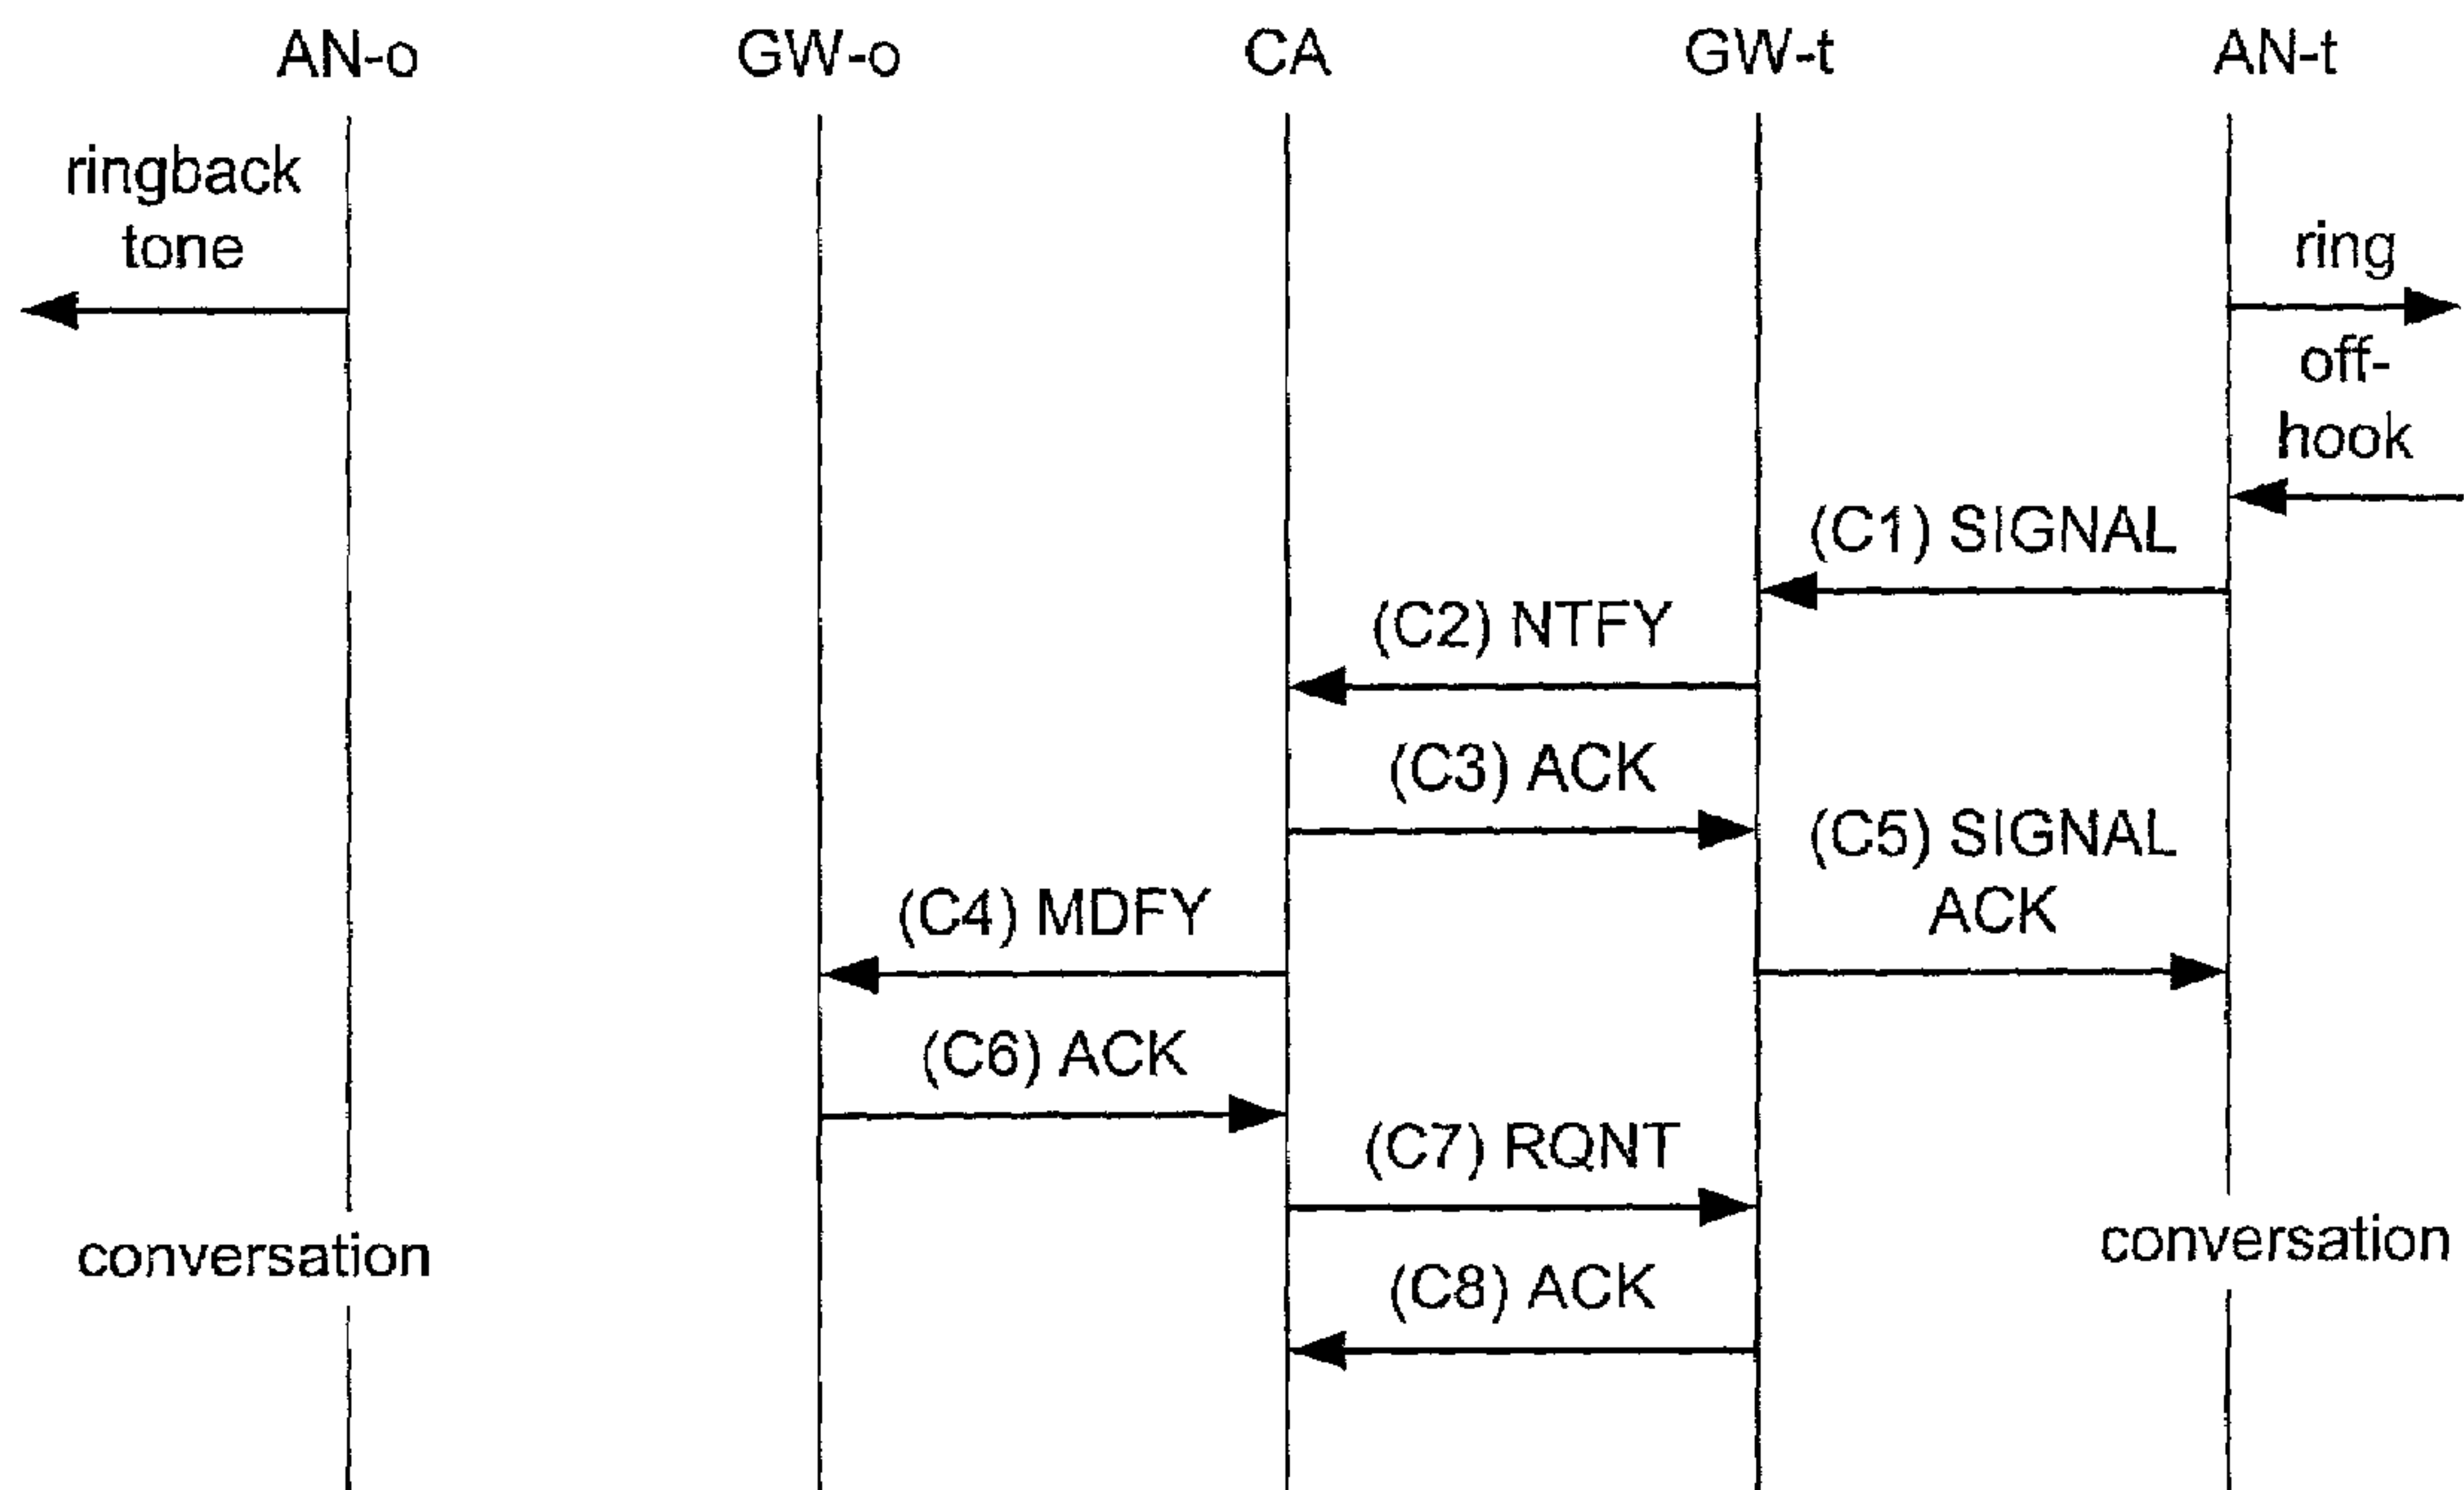 AN-o
GW-o
CA
GW-t
AN-t
ringback
tone
ring
off-
hook
(C1) SIGNAL
(C2) NTFY
(C3) ACK
(C5) SIGNAL
ACK
(C4) MDFY
(C6) ACK
(C7) RQNT
conversation
conversation
(C8) ACK